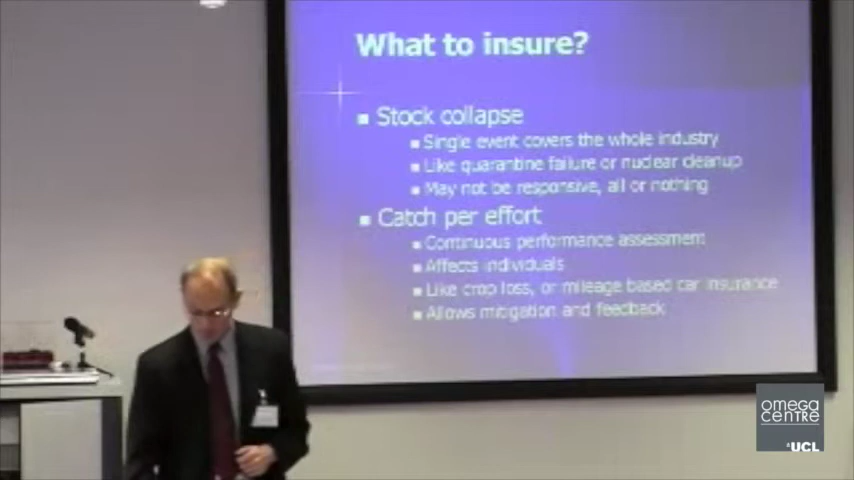 What to insure?
Stock collapse
Single event covers the whole industry
Like quarantine failure or nuclear cleanup
May not be responsive, all or nothing
Catch per effort
Continuous performance assessment
Affects individuals
Like crop loss, or mileage based car insurance
Allows mitigation and feedback
omega
centre
UCL